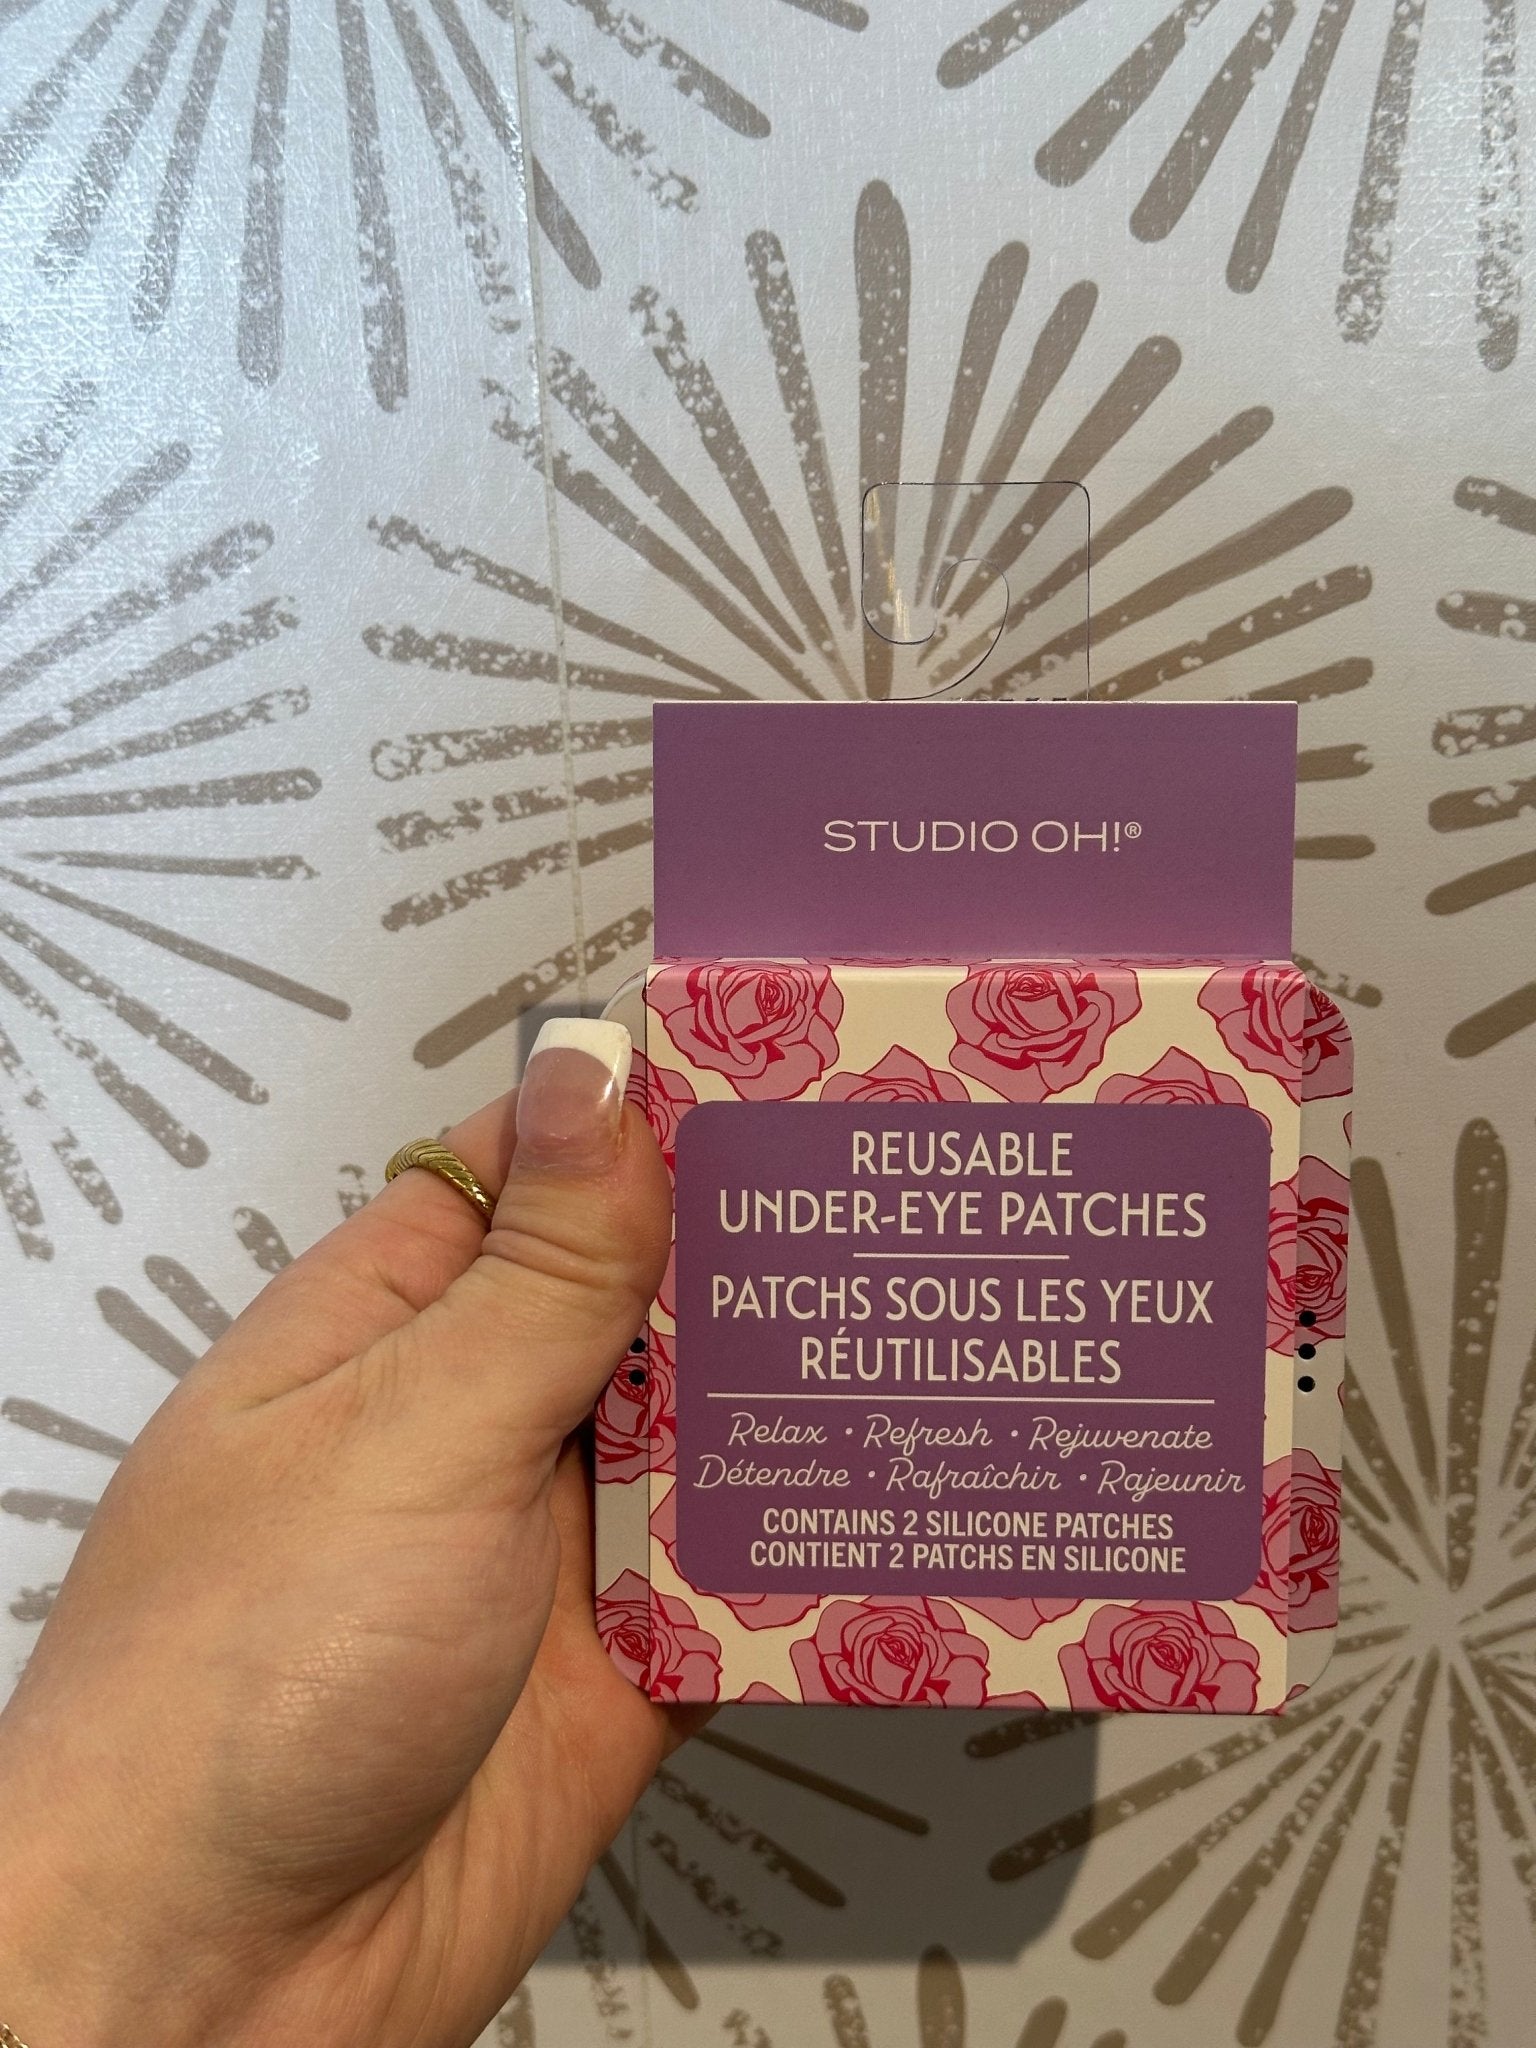 STUDIO OH!®
REUSABLE
UNDER-EYE PATCHES
PATCHS SOUS LES YEUX
RÉUTILISABLES
Relax • Refresh • Rejuvenate
Détendre • Rafraîchir • Rajeunir
CONTAINS 2 SILICONE PATCHES
CONTIENT 2 PATCHS EN SILICONE